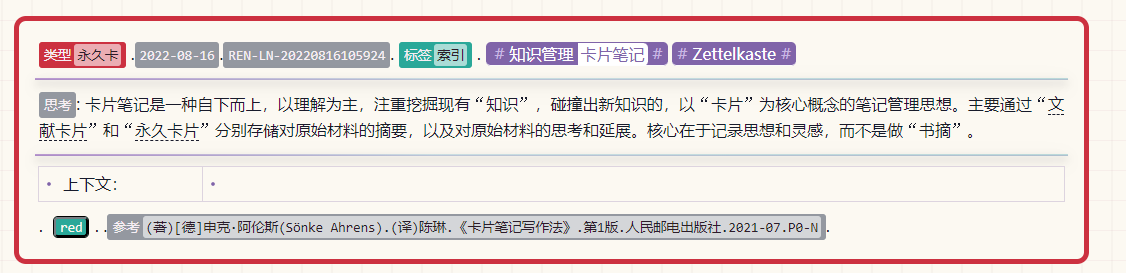 类型 永久卡 . 2022-08-16 . REN-LN-20220816105924 . 标签 索引 . # 知识管理 卡片笔记 # # Zettelkaste #
思考 : 卡片笔记是一种自下而上，以理解为主，注重挖掘现有“知识”，碰撞出新知识的，以“卡片”为核心概念的笔记管理思想。主要通过“文
献卡片”和“永久卡片”分别存储对原始材料的摘要，以及对原始材料的思考和延展。核心在于记录思想和灵感，而不是做“书摘”。
• 上下文： •
. red . . 参考 (著)[德]申克·阿伦斯(Sönke Ahrens).(译)陈琳.《卡片笔记写作法》.第1版.人民邮电出版社.2021-07.P0-N .